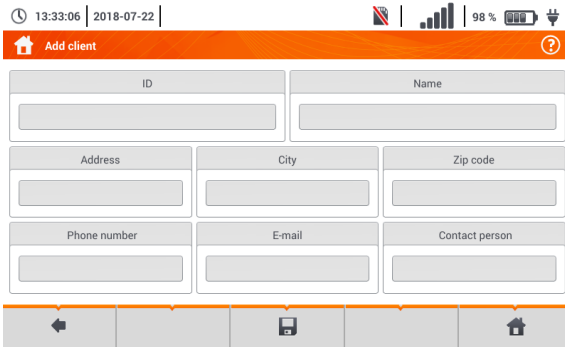 13:33:06 2018-07-22 98 %
Add client ?
ID Name
Address City Zip code
Phone number E-mail Contact person